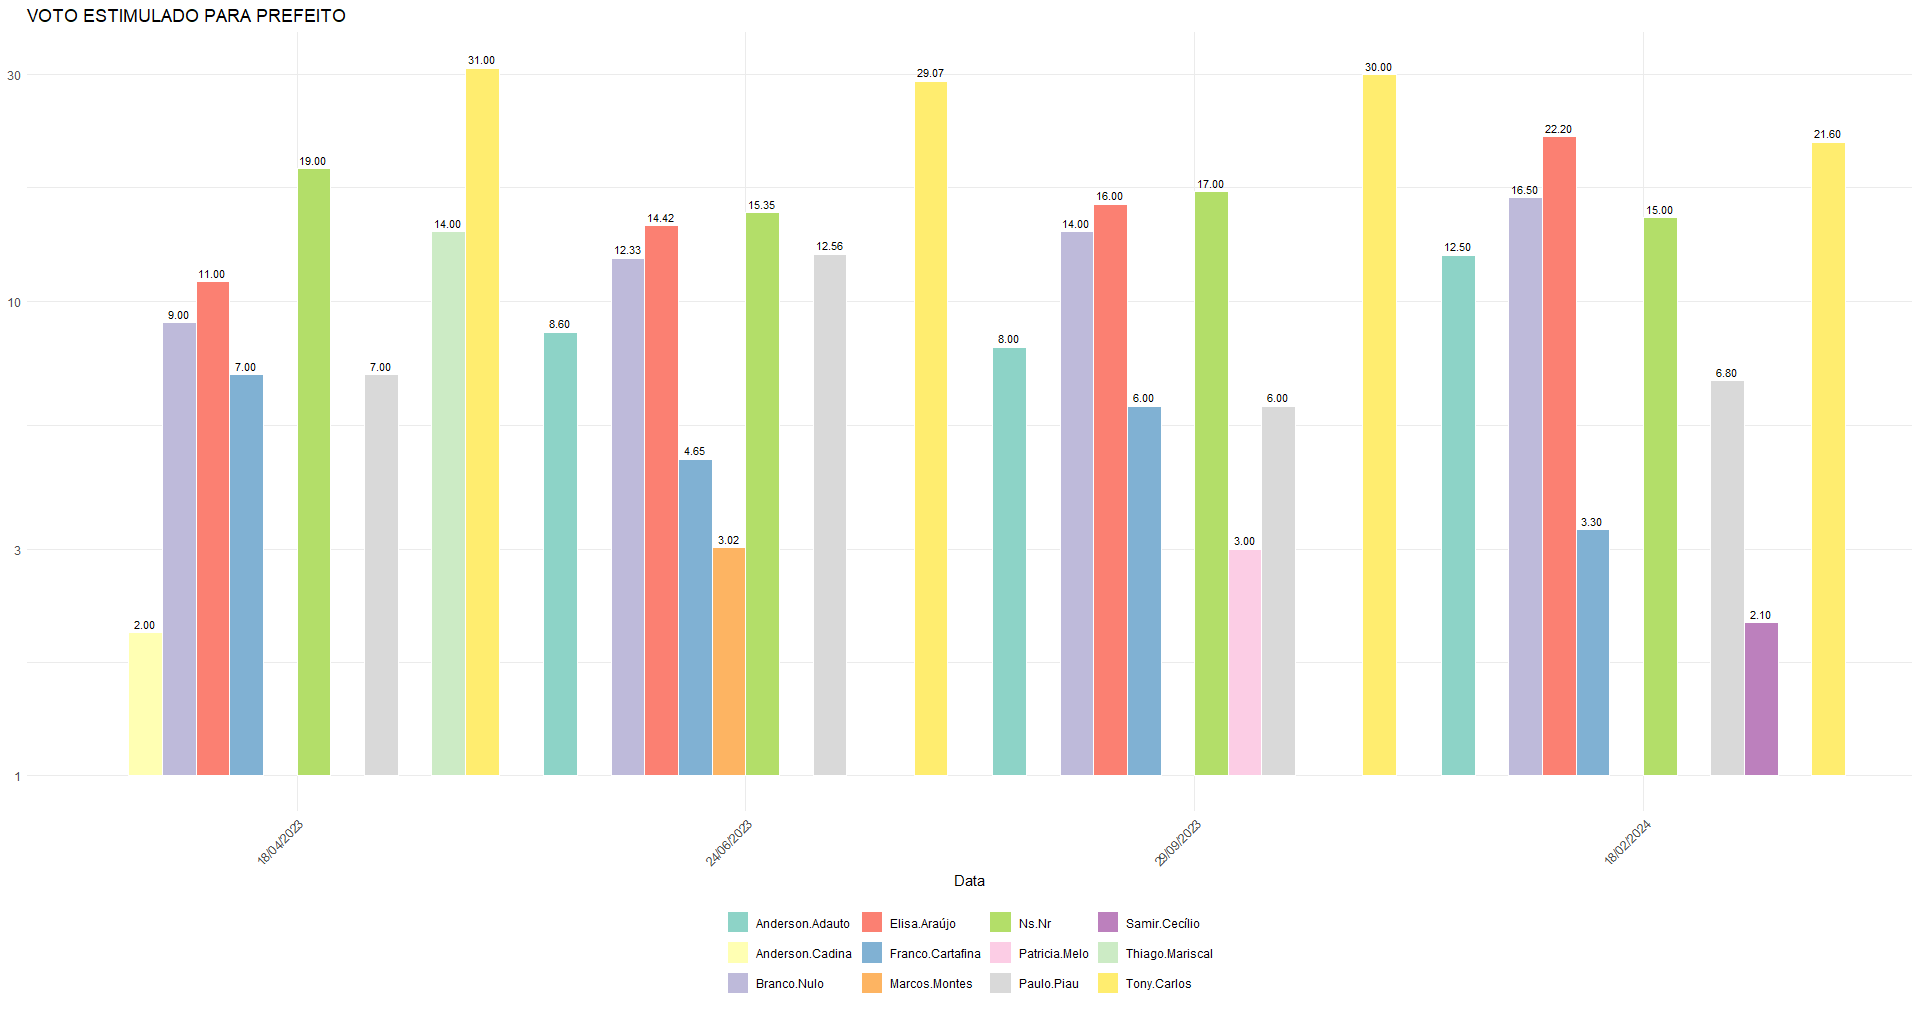 VOTO ESTIMULADO PARA PREFEITO
30
10
3
1
2.00
9.00
11.00
7.00
19.00
7.00
14.00
31.00
8.60
12.33
14.42
4.65
3.02
15.35
12.56
29.07
8.00
14.00
16.00
6.00
17.00
3.00
6.00
30.00
12.50
16.50
22.20
3.30
15.00
6.80
2.10
21.60
18/04/2023
24/06/2023
29/09/2023
18/02/2024
Data
Anderson.Adauto
Elisa.Araújo
Ns.Nr
Samir.Cecílio
Anderson.Cadina
Franco.Cartafina
Patricia.Melo
Thiago.Mariscal
Branco.Nulo
Marcos.Montes
Paulo.Piau
Tony.Carlos